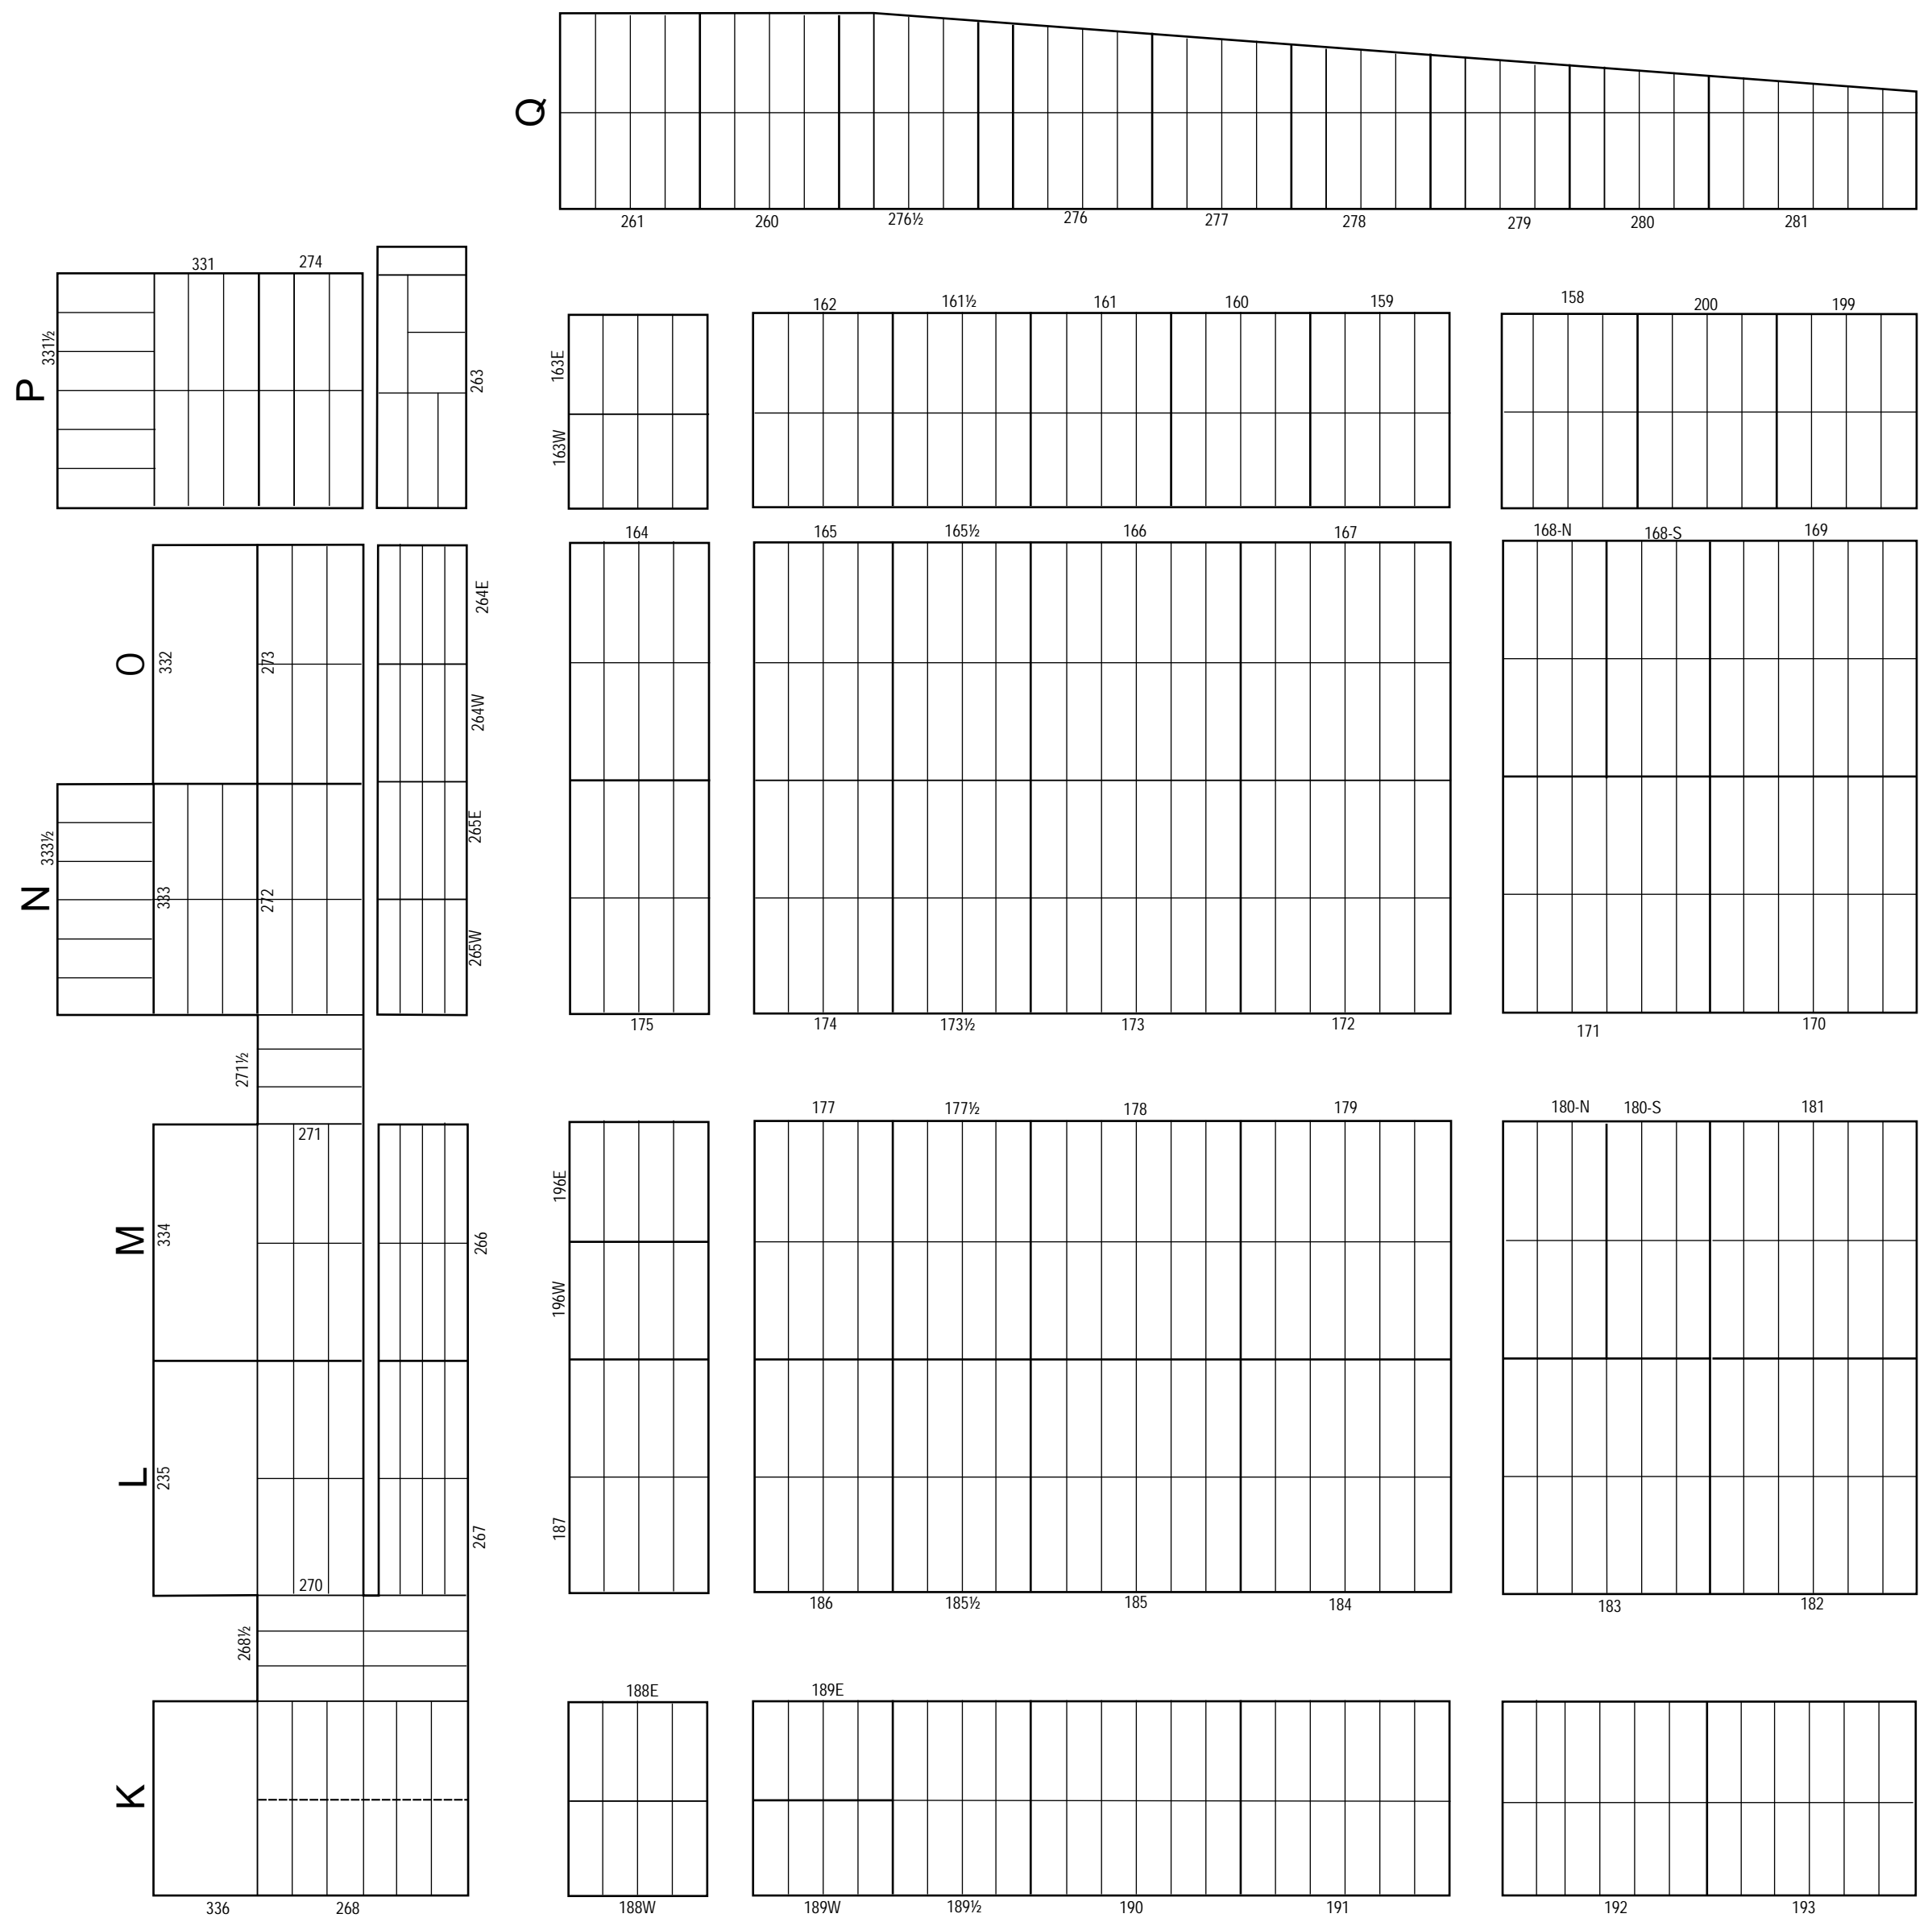 Q
261 260 276½ 276 277 278 279 280 281
331 274
331½
P
263
163E
163W
162 161½ 161 160 159
158 200 199
164 165 165½ 166 167
168-N 168-S 169
O
332
273
264E
264W
333½
N
333
272
265E
265W
175 174 173½ 173 172
171 170
271½
177 177½ 178 179
180-N 180-S 181
271
M
334
266
196E
196W
L
235
267
187
270
186 185½ 185 184
183 182
268½
188E 189E
K
336 268 188W 189W 189½ 190 191 192 193